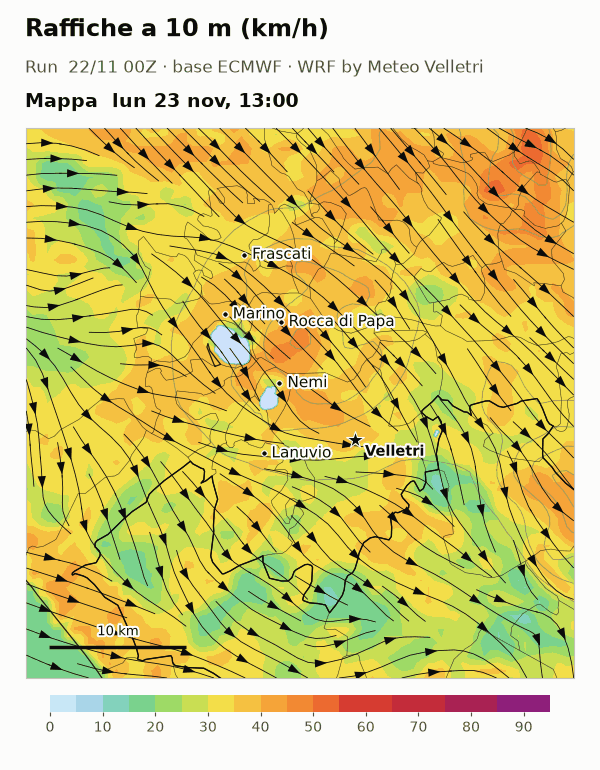 Raffiche a 10 m (km/h)
Run 22/11 00Z · base ECMWF · WRF by Meteo Velletri
Mappa lun 23 nov, 13:00
Frascati
Marino
Rocca di Papa
Nemi
Lanuvio
Velletri
10 km
0 10 20 30 40 50 60 70 80 90